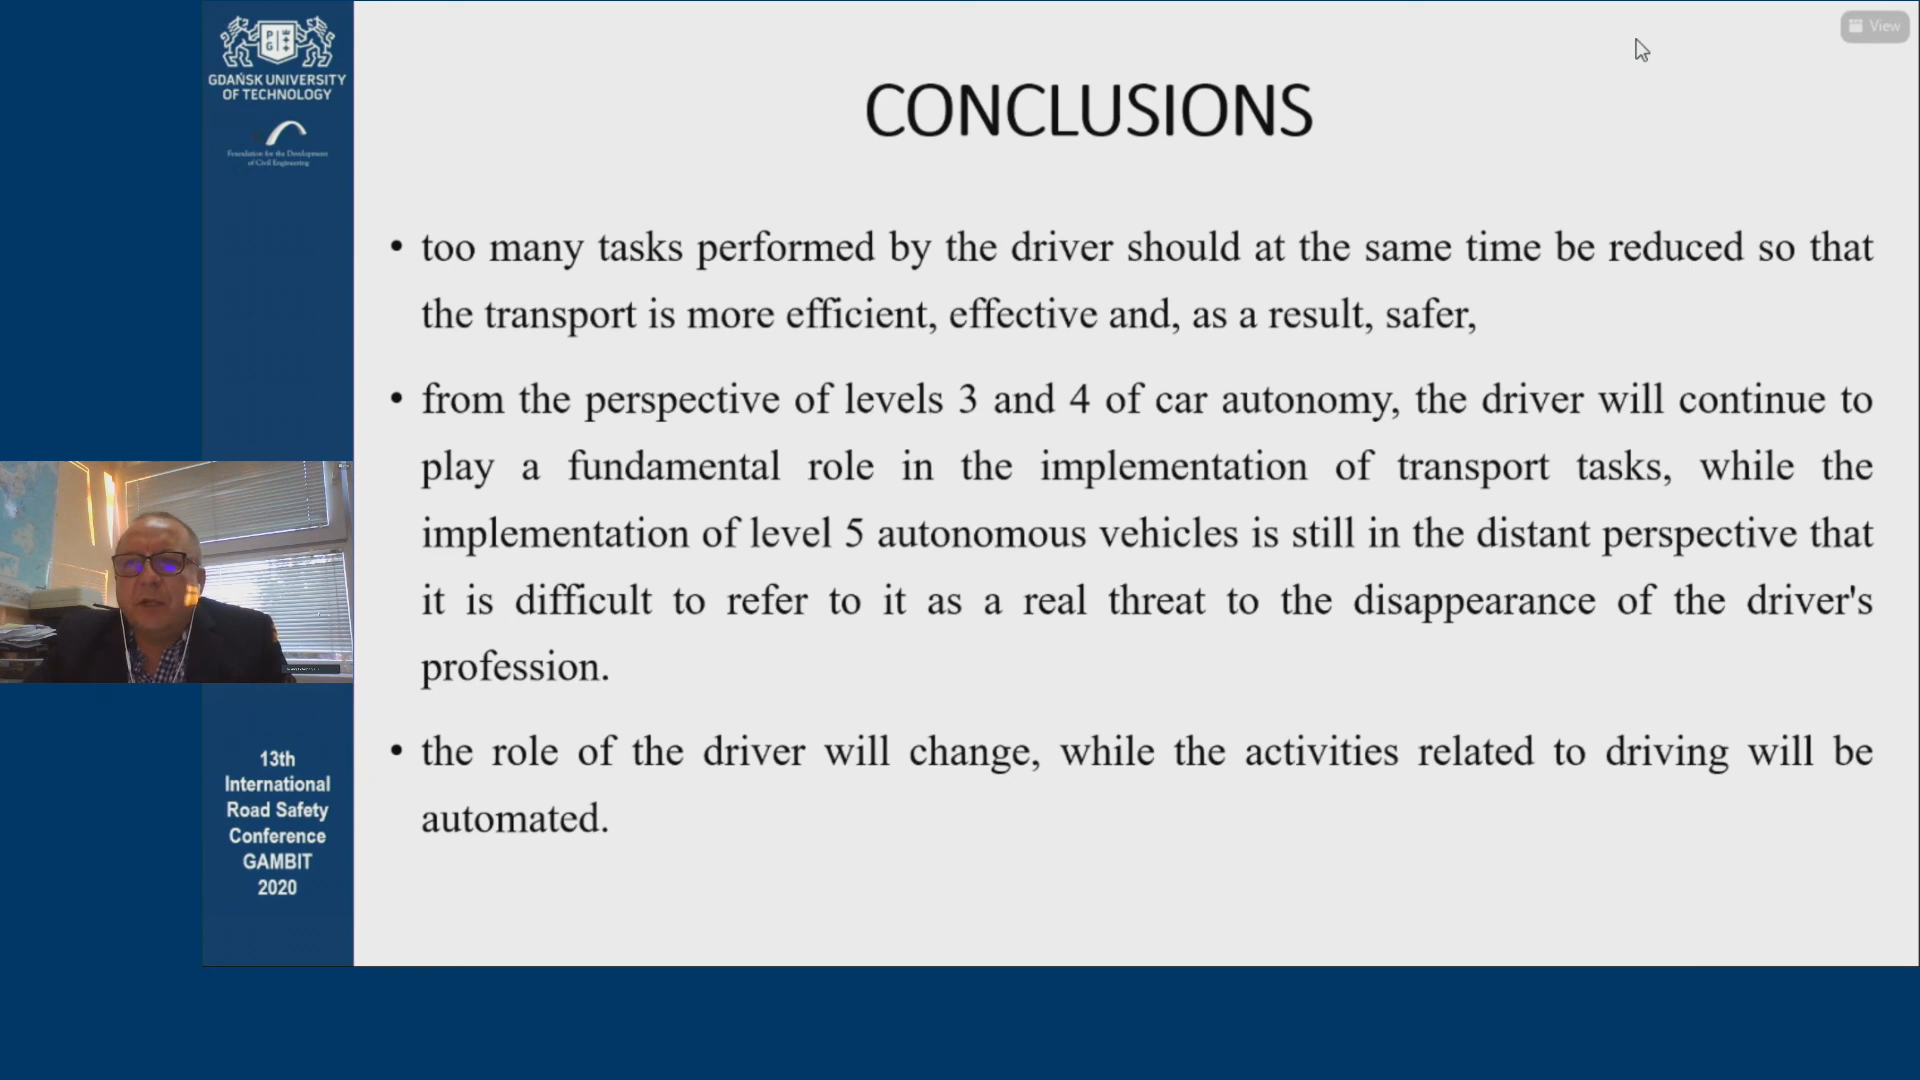 P G
GDAŃSK UNIVERSITY
OF TECHNOLOGY
Foundation for the Development
of Civil Engineering
View
CONCLUSIONS
• too many tasks performed by the driver should at the same time be reduced so that
the transport is more efficient, effective and, as a result, safer,
• from the perspective of levels 3 and 4 of car autonomy, the driver will continue to
play a fundamental role in the implementation of transport tasks, while the
implementation of level 5 autonomous vehicles is still in the distant perspective that
it is difficult to refer to it as a real threat to the disappearance of the driver's
profession.
• the role of the driver will change, while the activities related to driving will be
automated.
13th
International
Road Safety
Conference
GAMBIT
2020